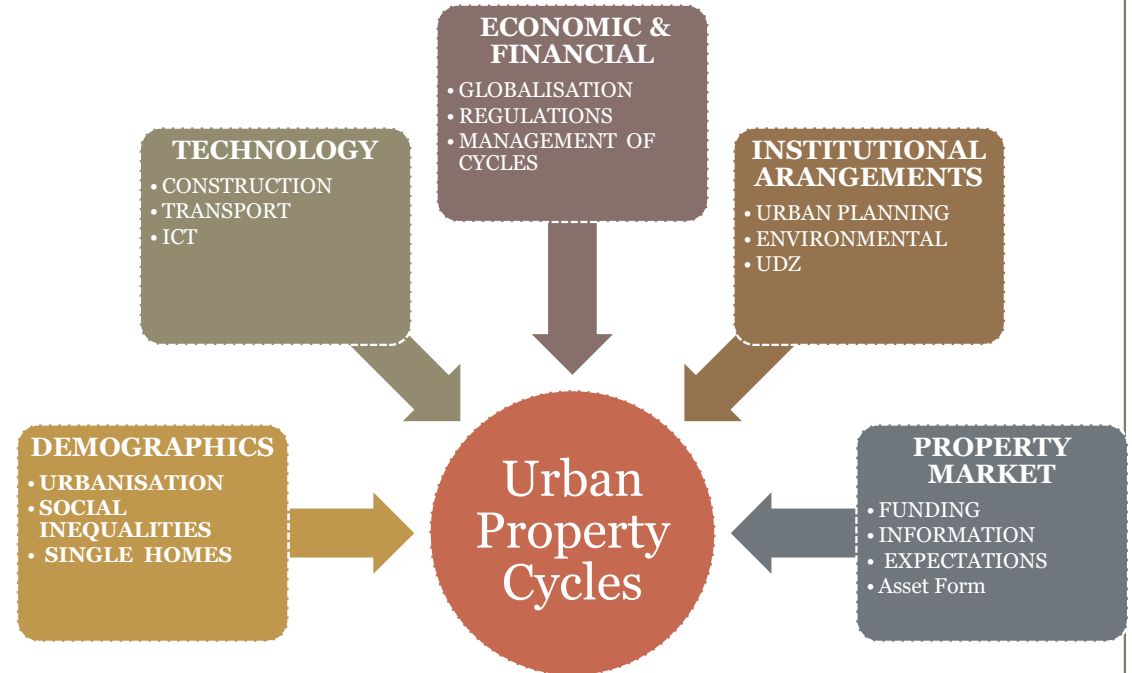 ECONOMIC &
FINANCIAL
• GLOBALISATION
• REGULATIONS
• MANAGEMENT OF
CYCLES
TECHNOLOGY
• CONSTRUCTION
• TRANSPORT
• ICT
INSTITUTIONAL
ARANGEMENTS
• URBAN PLANNING
• ENVIRONMENTAL
• UDZ
DEMOGRAPHICS
• URBANISATION
• SOCIAL
INEQUALITIES
• SINGLE HOMES
Urban
Property
Cycles
PROPERTY
MARKET
• FUNDING
• INFORMATION
• EXPECTATIONS
• Asset Form